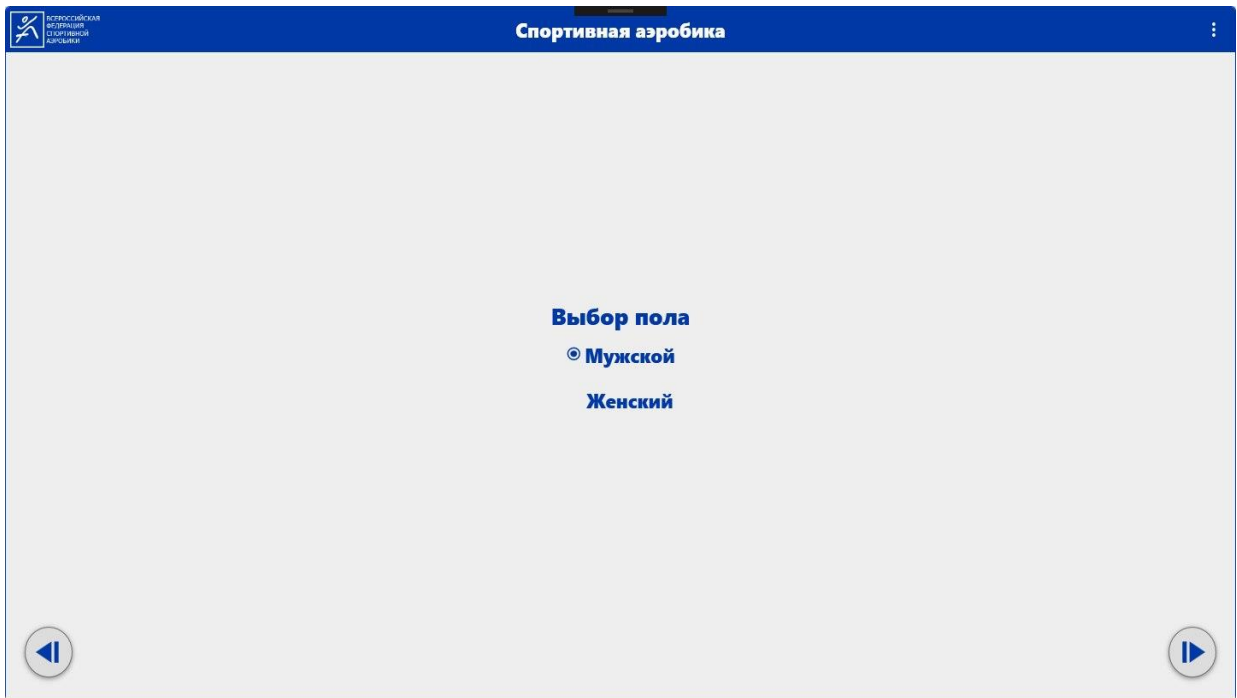 ВСЕРОССИЙСКАЯ
ФЕДЕРАЦИЯ
СПОРТИВНОЙ
АЭРОБИКИ
Спортивная аэробика
Выбор пола
Мужской
Женский